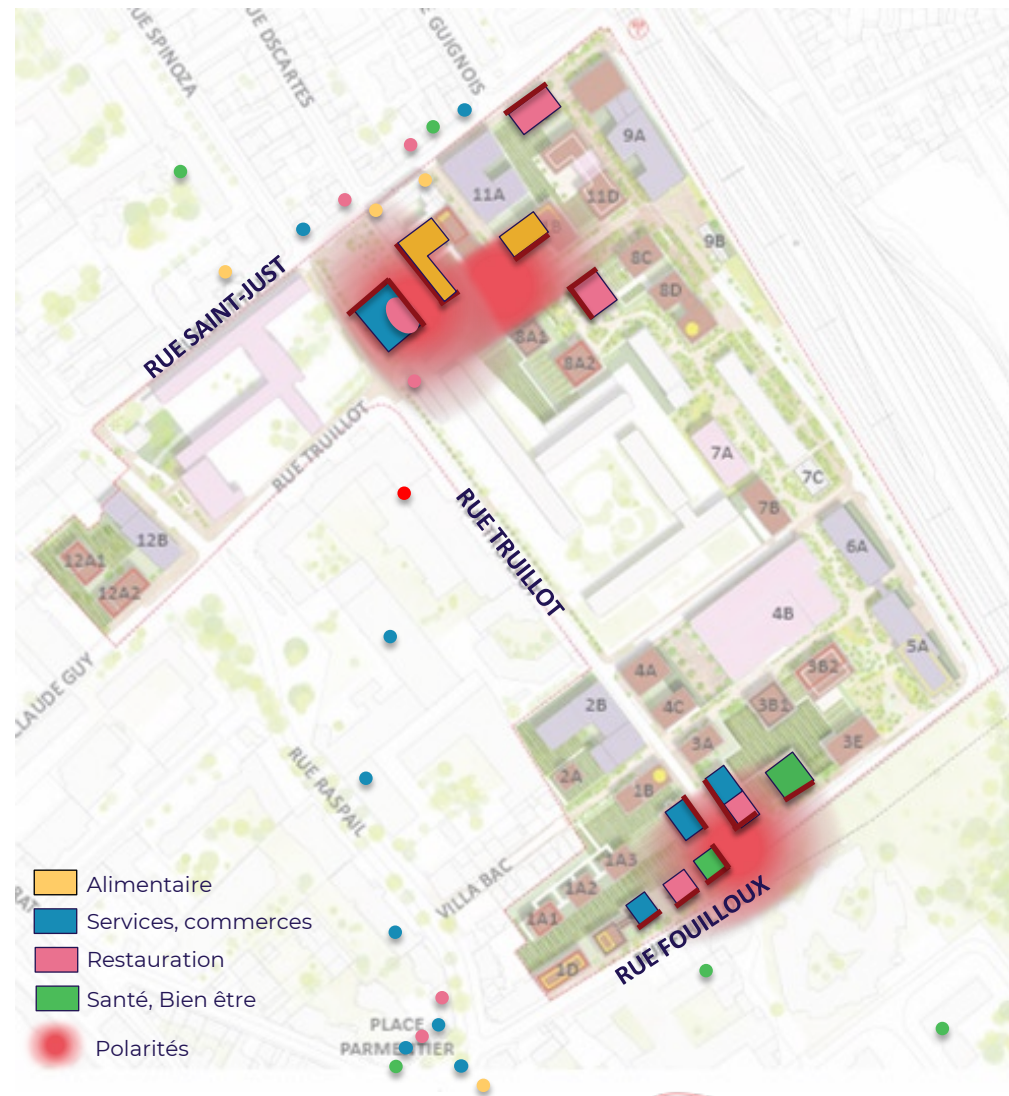 RUE SPINOZA
RUE DSCARTES
E GUIGNOIS
9A
11A
11D
9B
8C
8D
RUE SAINT-JUST
8A1
8A2
RUE TRUILLOT
7A
7C
7B
RUE TRUILLOT
12B
12A1
12A2
6A
4B
5A
CLAUDE GUY
4A
3B2
2B
4C
3B1
3A
3E
2A
1B
RUE RASPAIL
1A3
VILLA BAC
1A2
1A1
RUE FOUILLOUX
1D
Alimentaire
Services, commerces
Restauration
Santé, Bien être
Polarités
PLACE
PARMENTIER